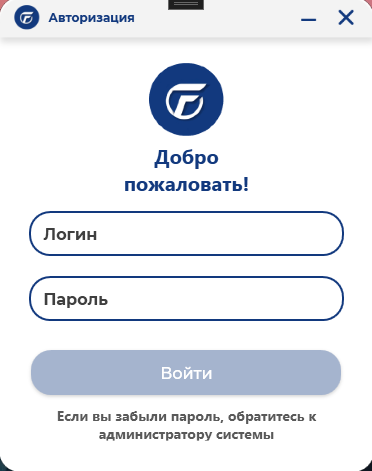 Авторизация
Добро
пожаловать!
Логин
Пароль
Войти
Если вы забыли пароль, обратитесь к
администратору системы